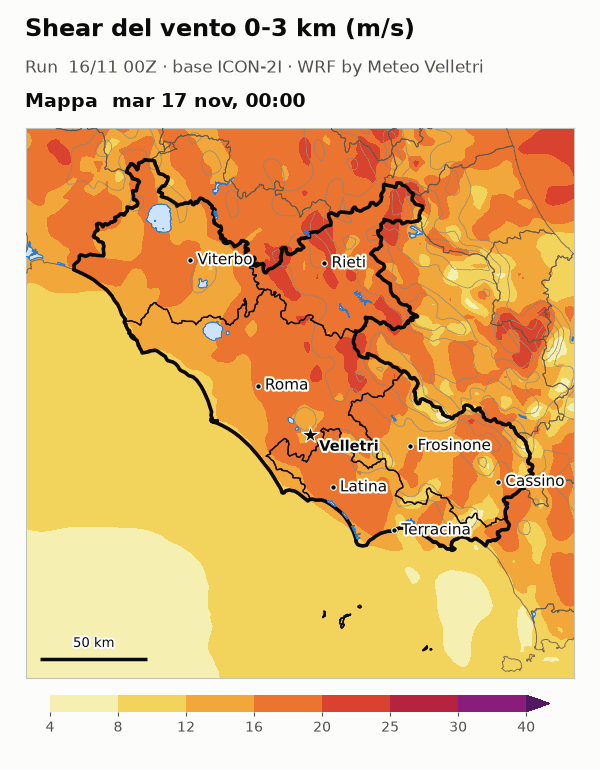 Shear del vento 0-3 km (m/s)
Run  16/11 00Z · base ICON-2I · WRF by Meteo Velletri
Mappa  mar 17 nov, 00:00
Viterbo
Rieti
Roma
Velletri
Frosinone
Latina
Cassino
Terracina
50 km
4 8 12 16 20 25 30 40